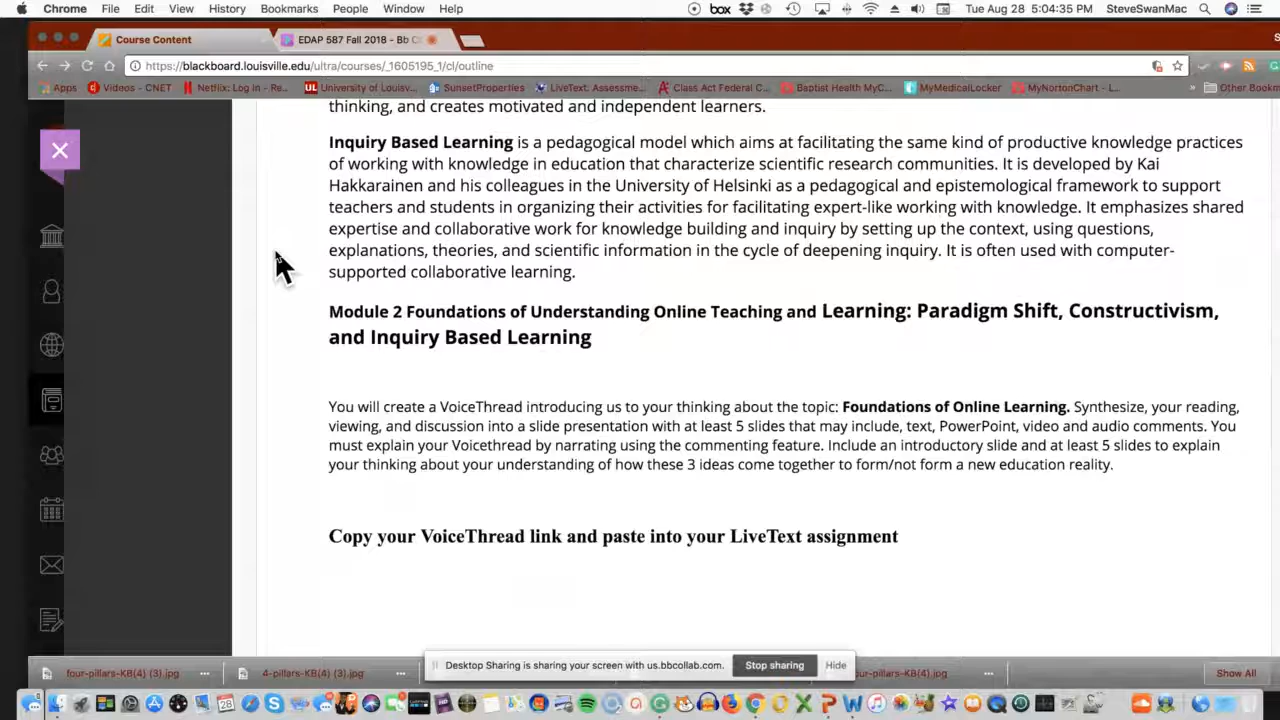 Chrome File Edit View History Bookmarks People Window Help box Tue Aug 28 5:04:35 PM SteveSwanMac
Course Content EDAP 587 Fall 2018 - Bb C
https://blackboard.louisville.edu/ultra/courses/_1605195_1/cl/outline
Apps Videos - CNET Netflix: Log In - Re... University of Louisv... SunsetProperties LiveText: Assessme... Class Act Federal C... Baptist Health MyC... MyMedicalLocker MyNortonChart - L... » Other Bookm
thinking, and creates motivated and independent learners.
Inquiry Based Learning is a pedagogical model which aims at facilitating the same kind of productive knowledge practices
of working with knowledge in education that characterize scientific research communities. It is developed by Kai
Hakkarainen and his colleagues in the University of Helsinki as a pedagogical and epistemological framework to support
teachers and students in organizing their activities for facilitating expert-like working with knowledge. It emphasizes shared
expertise and collaborative work for knowledge building and inquiry by setting up the context, using questions,
explanations, theories, and scientific information in the cycle of deepening inquiry. It is often used with computer-
supported collaborative learning.
Module 2 Foundations of Understanding Online Teaching and Learning: Paradigm Shift, Constructivism,
and Inquiry Based Learning
You will create a VoiceThread introducing us to your thinking about the topic: Foundations of Online Learning. Synthesize, your reading,
viewing, and discussion into a slide presentation with at least 5 slides that may include, text, PowerPoint, video and audio comments. You
must explain your Voicethread by narrating using the commenting feature. Include an introductory slide and at least 5 slides to explain
your thinking about your understanding of how these 3 ideas come together to form/not form a new education reality.
Copy your VoiceThread link and paste into your LiveText assignment
Desktop Sharing is sharing your screen with us.bbcollab.com. Stop sharing Hide
four-pillars-KB(4) (3).jpg ... 4-pillars-KB(4) (3).jpg ... our-pillars-KB(4).jpg ... Show All